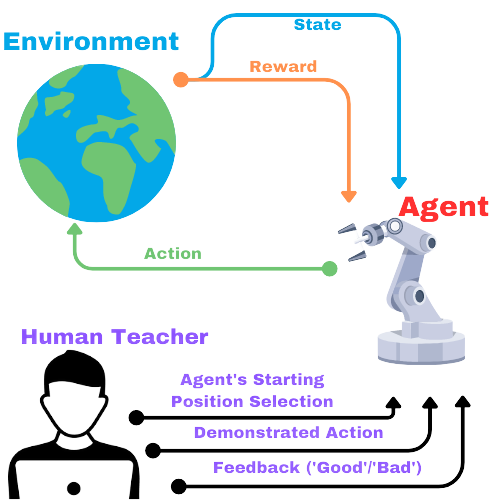 State
Environment
Reward
Agent
Action
Human Teacher
Agent's Starting
Position Selection
Demonstrated Action
Feedback ('Good'/'Bad')